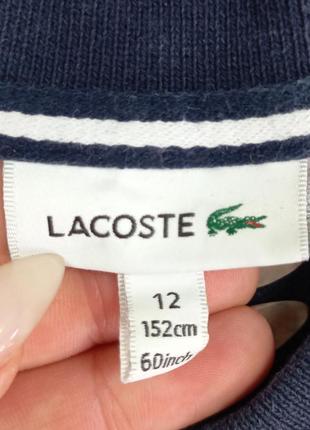 LACOSTE
12
152cm
60inch